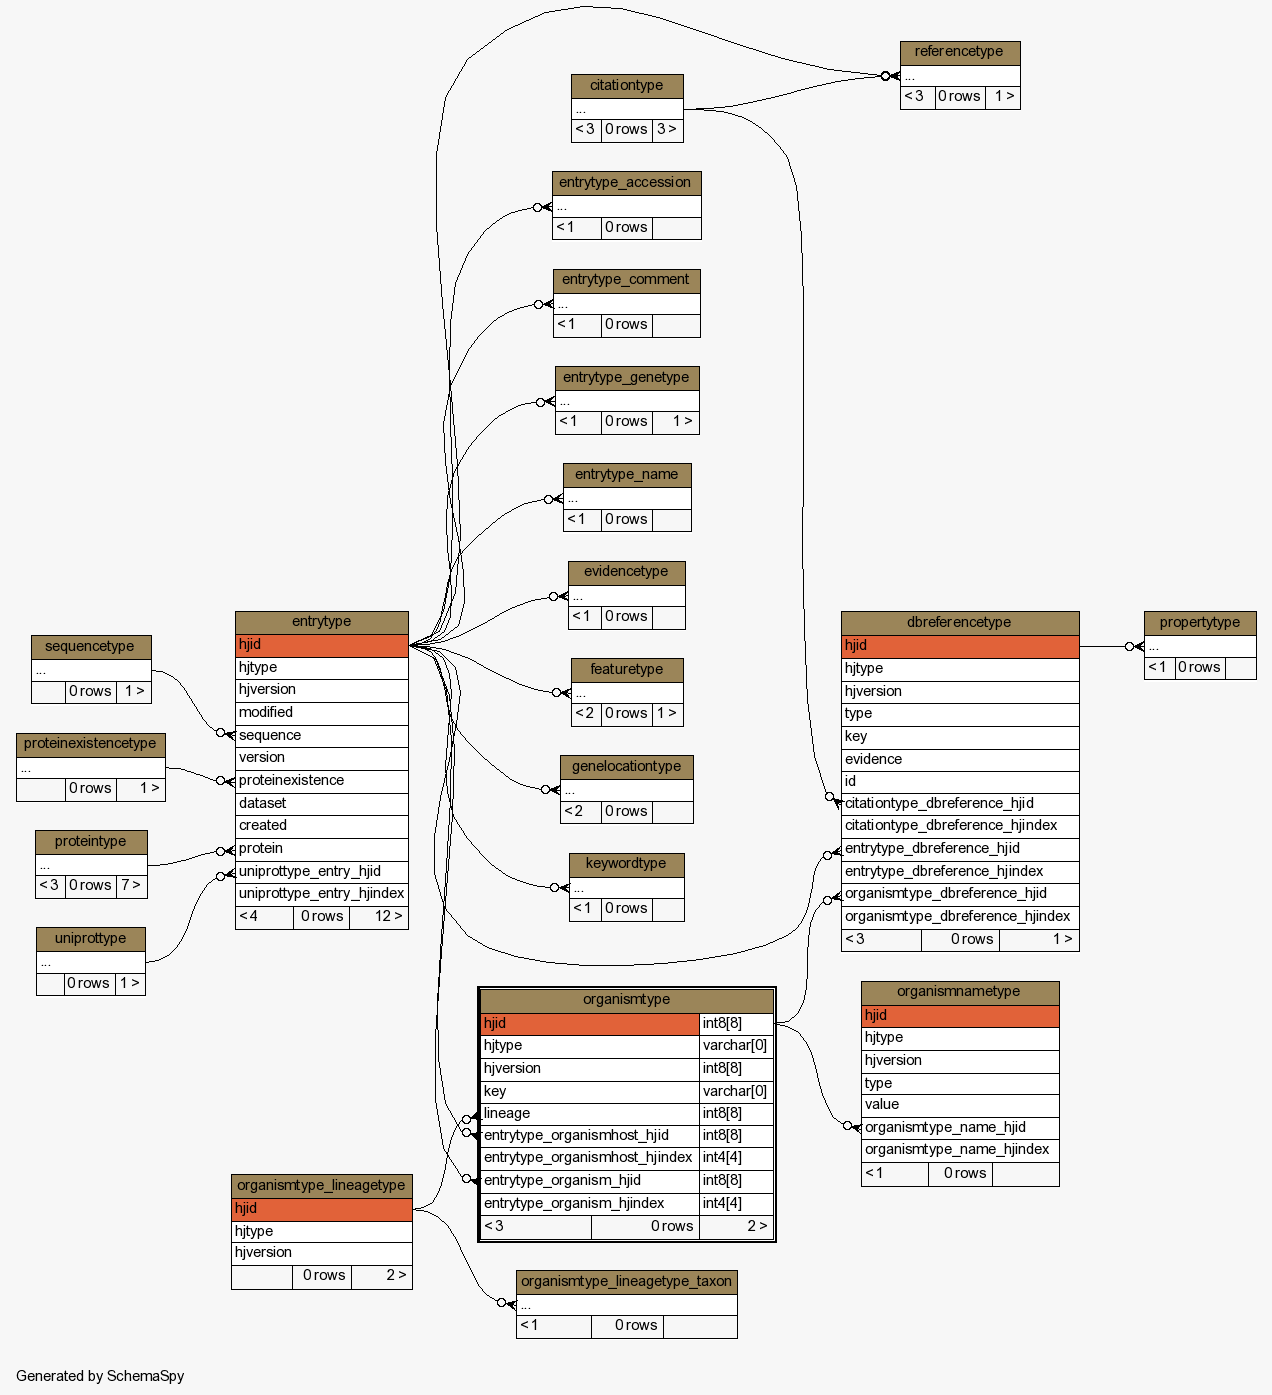 referencetype
...
< 3 0 rows 1 >
citationtype
...
< 3 0 rows 3 >
entrytype_accession
...
< 1 0 rows
entrytype_comment
...
< 1 0 rows
entrytype_genetype
...
< 1 0 rows 1 >
entrytype_name
...
< 1 0 rows
evidencetype
...
< 1 0 rows
featuretype
...
< 2 0 rows 1 >
genelocationtype
...
< 2 0 rows
keywordtype
...
< 1 0 rows
sequencetype
...
0 rows 1 >
proteinexistencetype
...
0 rows 1 >
proteintype
...
< 3 0 rows 7 >
uniprottype
...
0 rows 1 >
entrytype
hjid
hjtype
hjversion
modified
sequence
version
proteinexistence
dataset
created
protein
uniprottype_entry_hjid
uniprottype_entry_hjindex
< 4 0 rows 12 >
dbreferencetype
hjid
hjtype
hjversion
type
key
evidence
id
citationtype_dbreference_hjid
citationtype_dbreference_hjindex
entrytype_dbreference_hjid
entrytype_dbreference_hjindex
organismtype_dbreference_hjid
organismtype_dbreference_hjindex
< 3 0 rows 1 >
propertytype
...
< 1 0 rows
organismtype
hjid int8[8]
hjtype varchar[0]
hjversion int8[8]
key varchar[0]
lineage int8[8]
entrytype_organismhost_hjid int8[8]
entrytype_organismhost_hjindex int4[4]
entrytype_organism_hjid int8[8]
entrytype_organism_hjindex int4[4]
< 3 0 rows 2 >
organismnametype
hjid
hjtype
hjversion
type
value
organismtype_name_hjid
organismtype_name_hjindex
< 1 0 rows
organismtype_lineagetype
hjid
hjtype
hjversion
0 rows 2 >
organismtype_lineagetype_taxon
...
< 1 0 rows
Generated by SchemaSpy